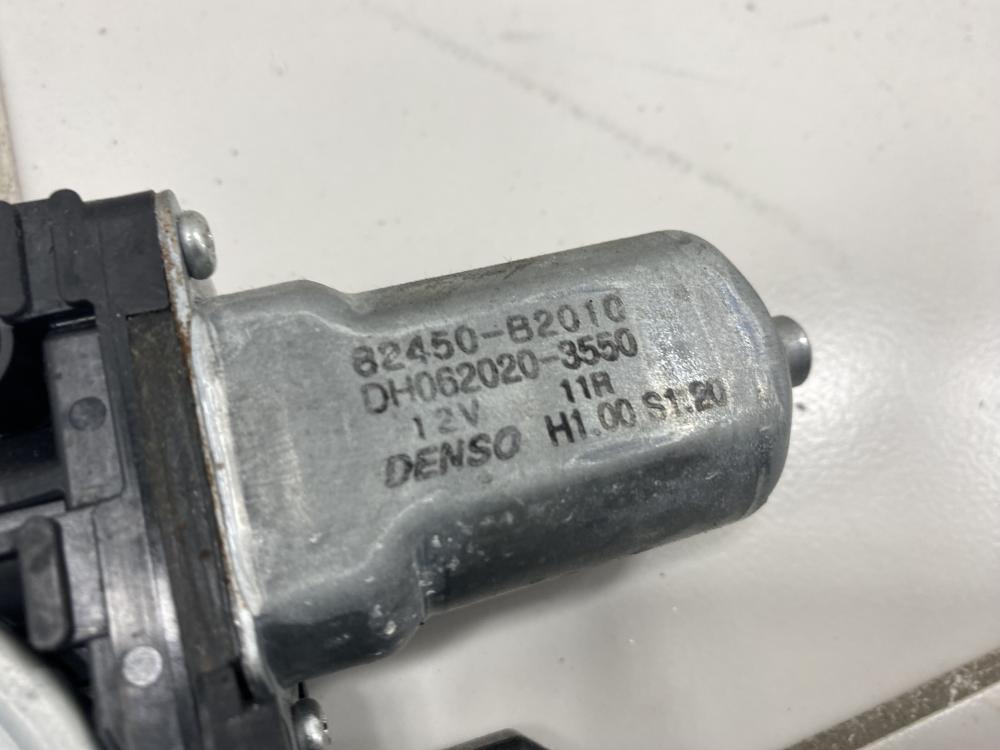 82450-B2010
DH062020-3550
12V 11R
DENSO H1.00 S1.20